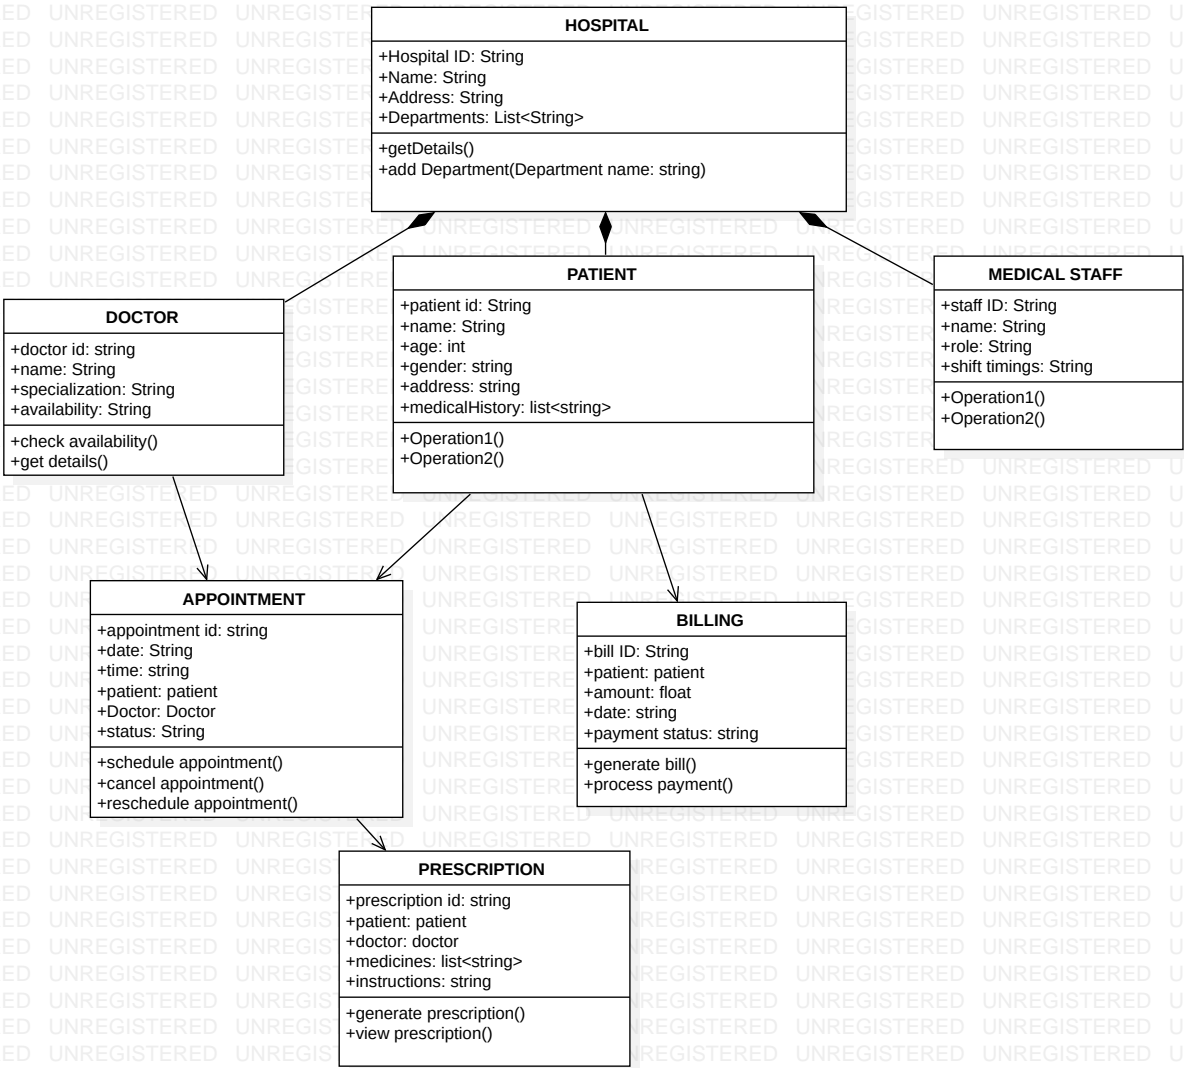 HOSPITAL
+Hospital ID: String
+Name: String
+Address: String
+Departments: List<String>
+getDetails()
+add Department(Department name: string)
DOCTOR
+doctor id: string
+name: String
+specialization: String
+availability: String
+check availability()
+get details()
PATIENT
+patient id: String
+name: String
+age: int
+gender: string
+address: string
+medicalHistory: list<string>
+Operation1()
+Operation2()
MEDICAL STAFF
+staff ID: String
+name: String
+role: String
+shift timings: String
+Operation1()
+Operation2()
APPOINTMENT
+appointment id: string
+date: String
+time: string
+patient: patient
+Doctor: Doctor
+status: String
+schedule appointment()
+cancel appointment()
+reschedule appointment()
BILLING
+bill ID: String
+patient: patient
+amount: float
+date: string
+payment status: string
+generate bill()
+process payment()
PRESCRIPTION
+prescription id: string
+patient: patient
+doctor: doctor
+medicines: list<string>
+instructions: string
+generate prescription()
+view prescription()
UNREGISTERED